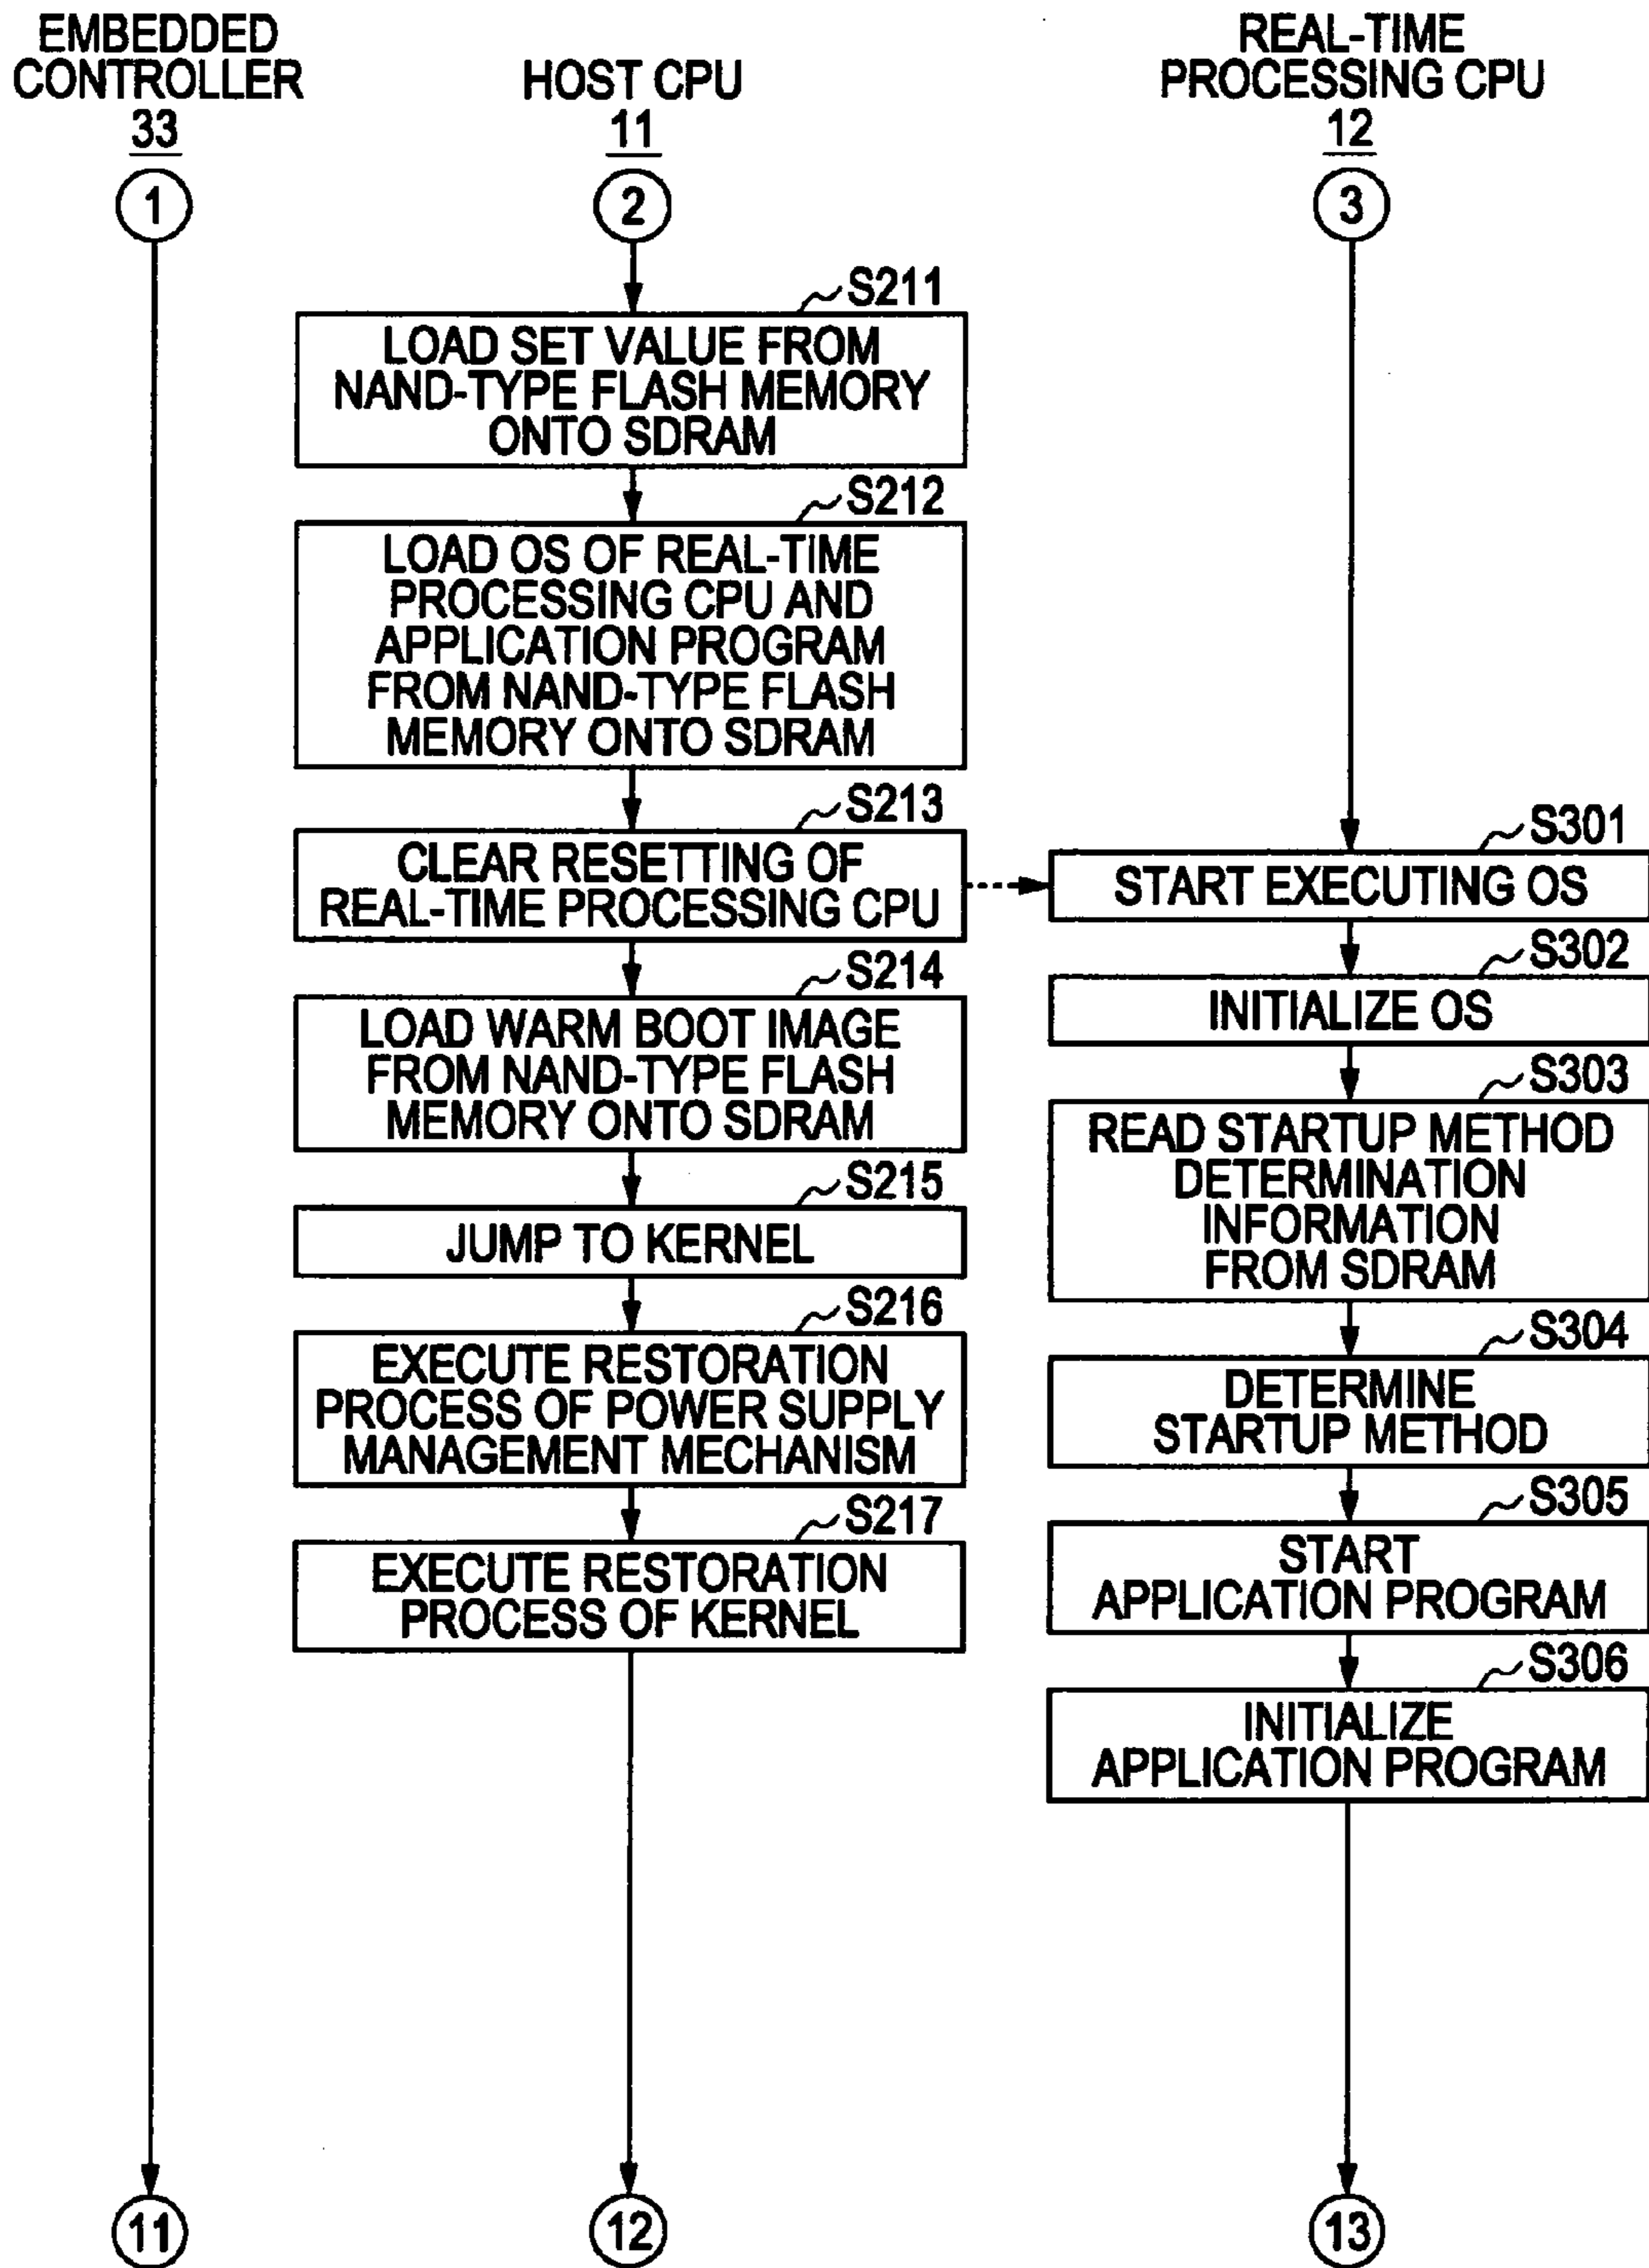 EMBEDDED
CONTROLLER
33
1
HOST CPU
11
2
REAL-TIME
PROCESSING CPU
12
3
S211
LOAD SET VALUE FROM
NAND-TYPE FLASH MEMORY
ONTO SDRAM
S212
LOAD OS OF REAL-TIME
PROCESSING CPU AND
APPLICATION PROGRAM
FROM NAND-TYPE FLASH
MEMORY ONTO SDRAM
S213
CLEAR RESETTING OF
REAL-TIME PROCESSING CPU
S214
LOAD WARM BOOT IMAGE
FROM NAND-TYPE FLASH
MEMORY ONTO SDRAM
S215
JUMP TO KERNEL
S216
EXECUTE RESTORATION
PROCESS OF POWER SUPPLY
MANAGEMENT MECHANISM
S217
EXECUTE RESTORATION
PROCESS OF KERNEL
S301
START EXECUTING OS
S302
INITIALIZE OS
S303
READ STARTUP METHOD
DETERMINATION
INFORMATION
FROM SDRAM
S304
DETERMINE
STARTUP METHOD
S305
START
APPLICATION PROGRAM
S306
INITIALIZE
APPLICATION PROGRAM
11
12
13